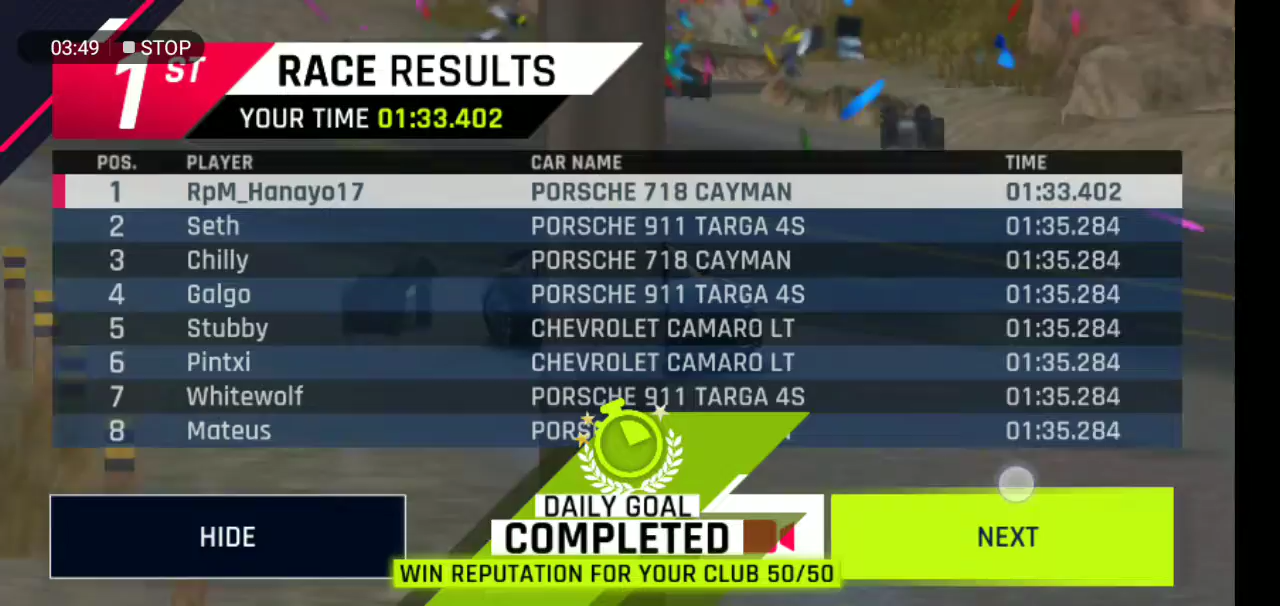 03:49 STOP
1ST
RACE RESULTS
YOUR TIME 01:33.402
POS. PLAYER CAR NAME TIME
1 RpM_Hanayo17 PORSCHE 718 CAYMAN 01:33.402
2 Seth PORSCHE 911 TARGA 4S 01:35.284
3 Chilly PORSCHE 718 CAYMAN 01:35.284
4 Galgo PORSCHE 911 TARGA 4S 01:35.284
5 Stubby CHEVROLET CAMARO LT 01:35.284
6 Pintxi CHEVROLET CAMARO LT 01:35.284
7 Whitewolf PORSCHE 911 TARGA 4S 01:35.284
8 Mateus 01:35.284
HIDE
DAILY GOAL
COMPLETED
WIN REPUTATION FOR YOUR CLUB 50/50
NEXT